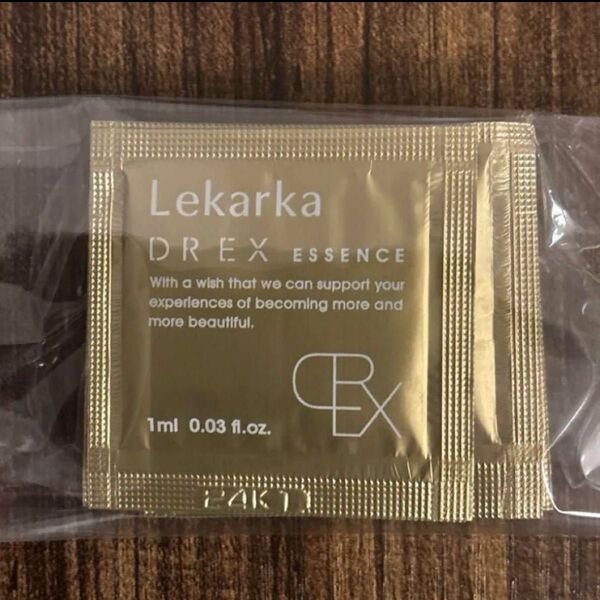 Lekarka
DREX ESSENCE
With a wish that we can support your
experiences of becoming more and
more beautiful.
DREX
1ml 0.03 fl.oz.